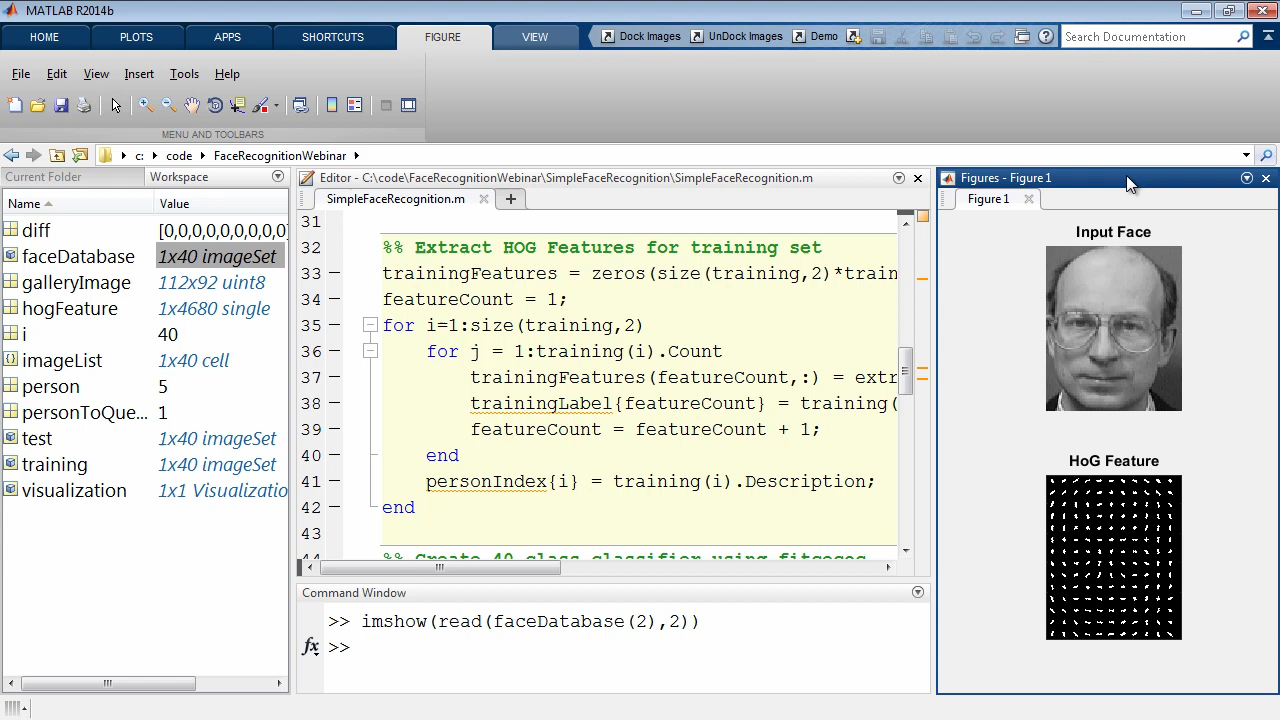 MATLAB R2014b
HOME PLOTS APPS SHORTCUTS FIGURE VIEW Dock Images UnDock Images Demo Search Documentation
File Edit View Insert Tools Help
MENU AND TOOLBARS
c: code FaceRecognitionWebinar
Current Folder Workspace
Name Value
diff [0,0,0,0,0,0,0,0
faceDatabase 1x40 imageSet
galleryImage 112x92 uint8
hogFeature 1x4680 single
i 40
imageList 1x40 cell
person 5
personToQue... 1
test 1x40 imageSet
training 1x40 imageSet
visualization 1x1 Visualizatio
Editor - C:\code\FaceRecognitionWebinar\SimpleFaceRecognition\SimpleFaceRecognition.m
SimpleFaceRecognition.m
31
32 %% Extract HOG Features for training set
33 trainingFeatures = zeros(size(training,2)*train
34 featureCount = 1;
35 for i=1:size(training,2)
36 for j = 1:training(i).Count
37 trainingFeatures(featureCount,:) = extr
38 trainingLabel{featureCount} = training(
39 featureCount = featureCount + 1;
40 end
41 personIndex{i} = training(i).Description;
42 end
43
44 %% Create 40 class classifier using fitcecoc
Command Window
>> imshow(read(faceDatabase(2),2))
fx >>
Figures - Figure 1
Figure 1
Input Face
HoG Feature